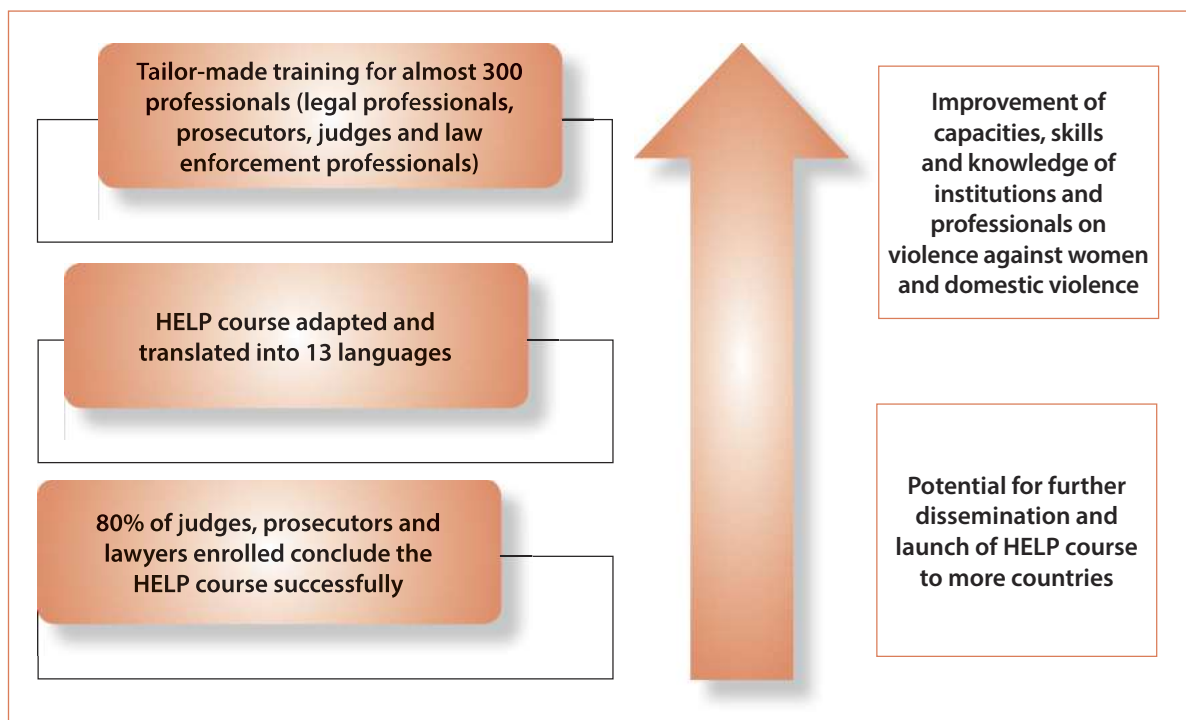 Tailor-made training for almost 300
professionals (legal professionals,
prosecutors, judges and law
enforcement professionals)
HELP course adapted and
translated into 13 languages
80% of judges, prosecutors and
lawyers enrolled conclude the
HELP course successfully
Improvement of
capacities, skills
and knowledge of
institutions and
professionals on
violence against women
and domestic violence
Potential for further
dissemination and
launch of HELP course
to more countries